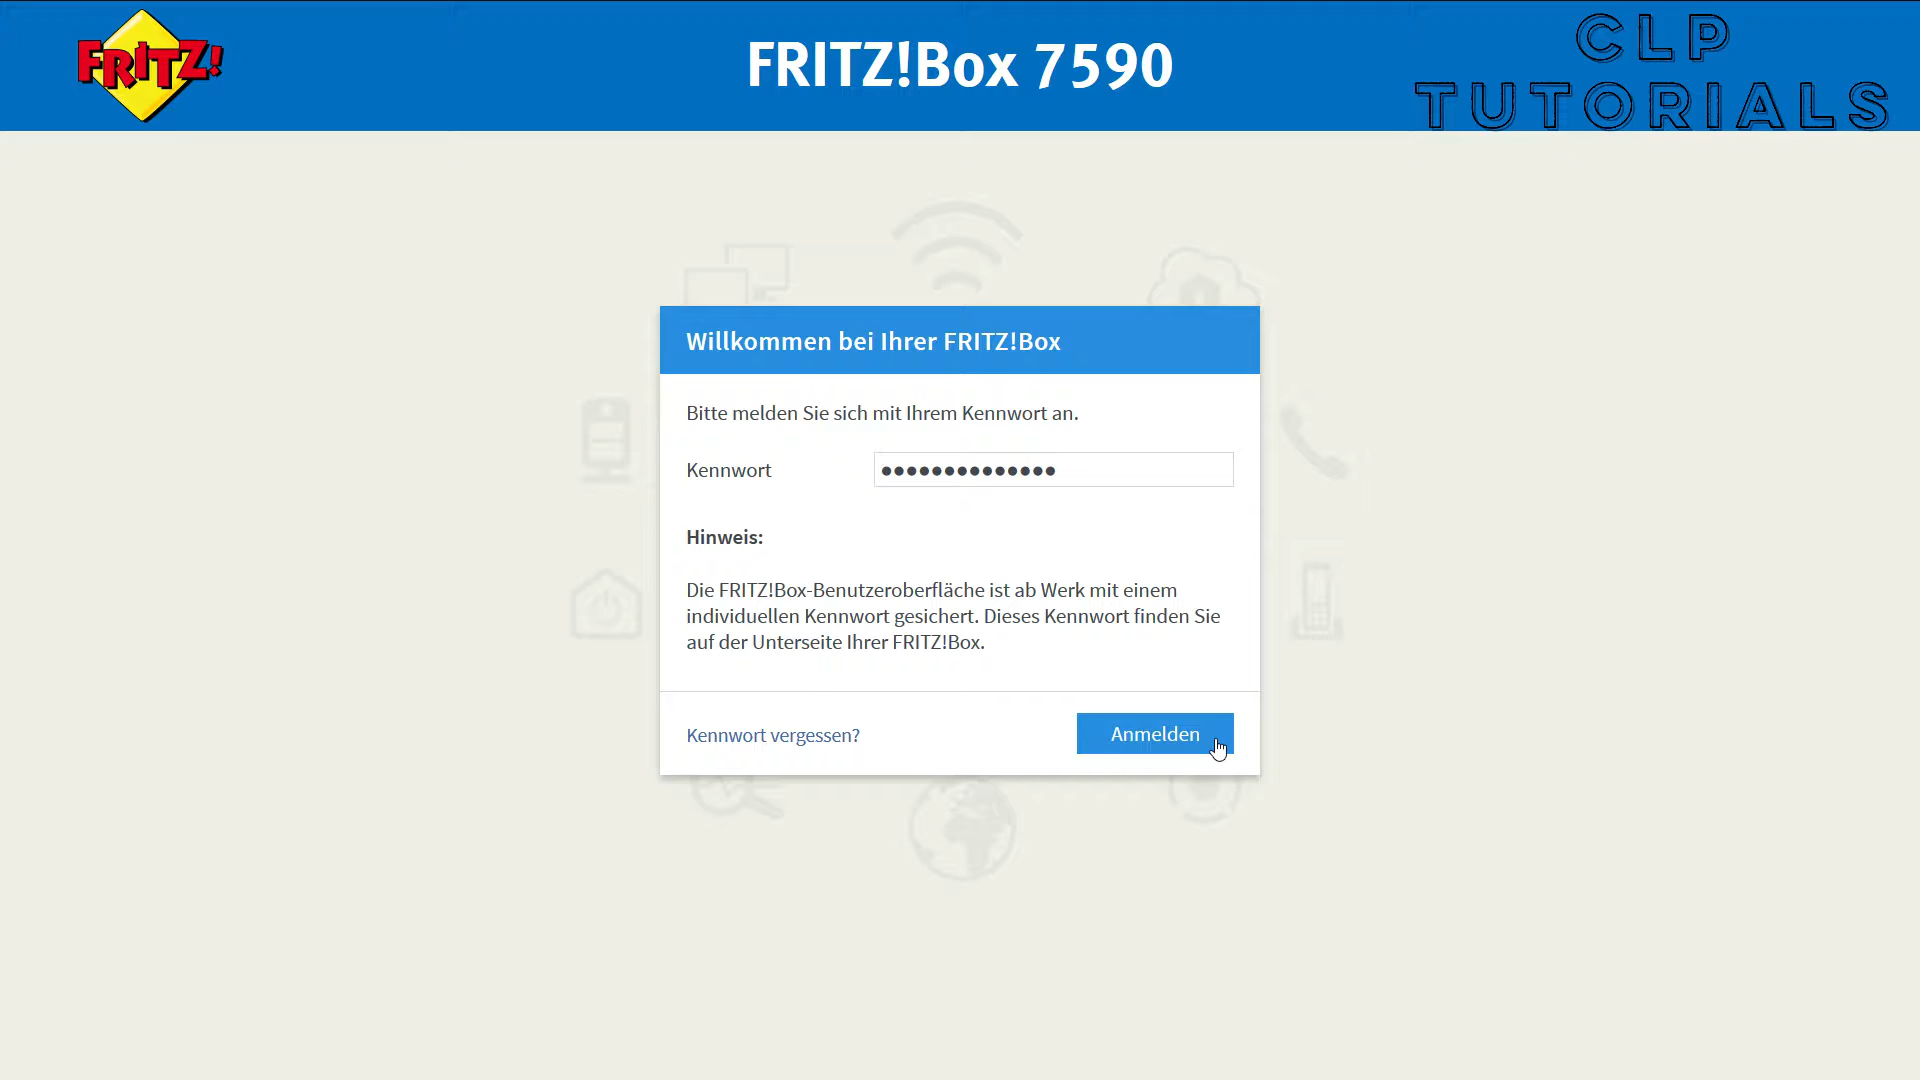 FRITZ!
FRITZ!Box 7590
CLP
TUTORIALS
Willkommen bei Ihrer FRITZ!Box
Bitte melden Sie sich mit Ihrem Kennwort an.
Kennwort ●●●●●●●●●●●●●●
Hinweis:
Die FRITZ!Box-Benutzeroberfläche ist ab Werk mit einem
individuellen Kennwort gesichert. Dieses Kennwort finden Sie
auf der Unterseite Ihrer FRITZ!Box.
Kennwort vergessen?
Anmelden